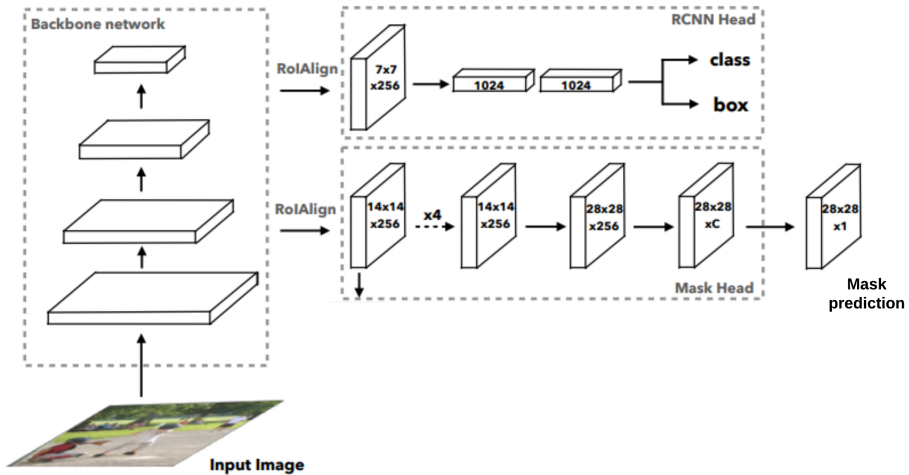 Backbone network
RCNN Head
RoIAlign
7x7
x256
1024
1024
class
box
RoIAlign
14x14
x256
x4
14x14
x256
28x28
x256
28x28
xC
28x28
x1
Mask Head
Mask
prediction
Input Image